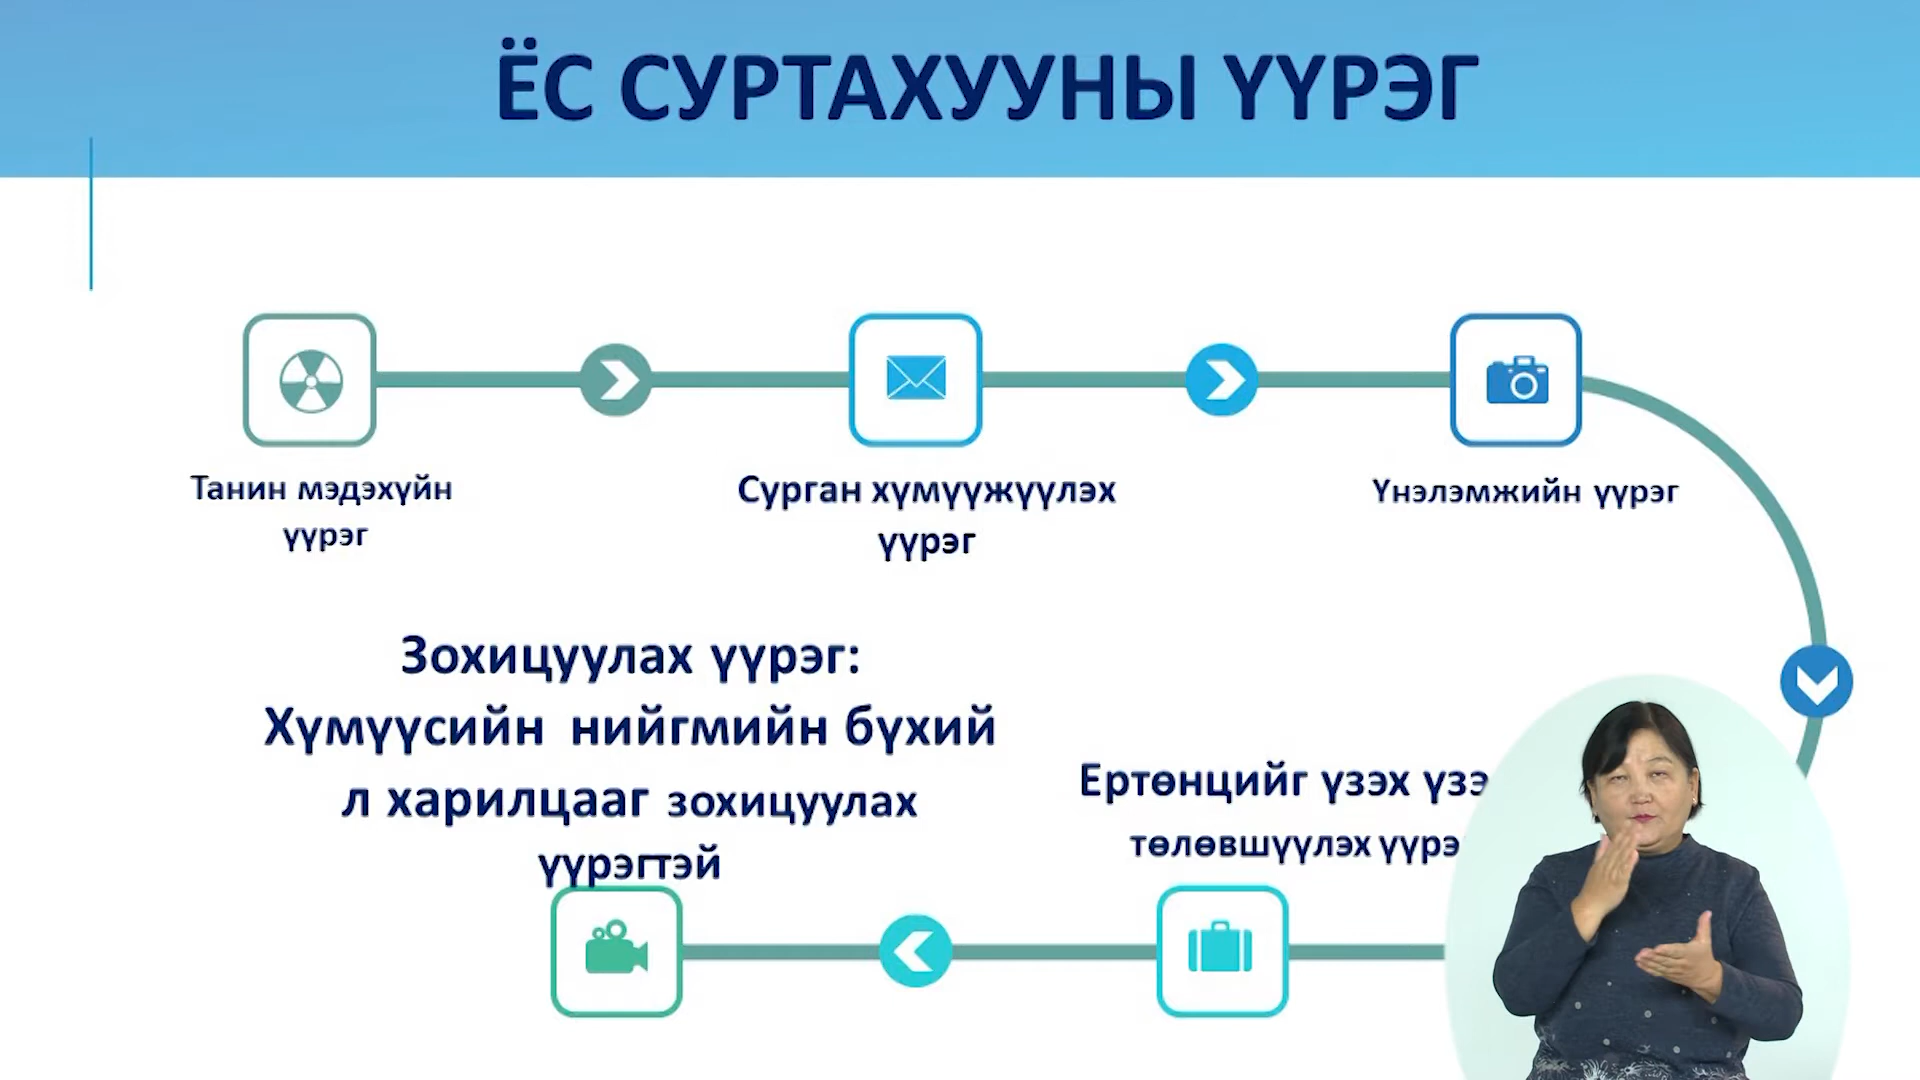 ЁС СУРТАХУУНЫ ҮҮРЭГ
Танин мэдэхүйн
үүрэг
Сурган хүмүүжүүлэх
үүрэг
Үнэлэмжийн үүрэг
Ертөнцийг үзэх
төлөвшүүлэх
Зохицуулах үүрэг:
Хүмүүсийн нийгмийн бүхий
л харилцааг зохицуулах
үүрэгтэй